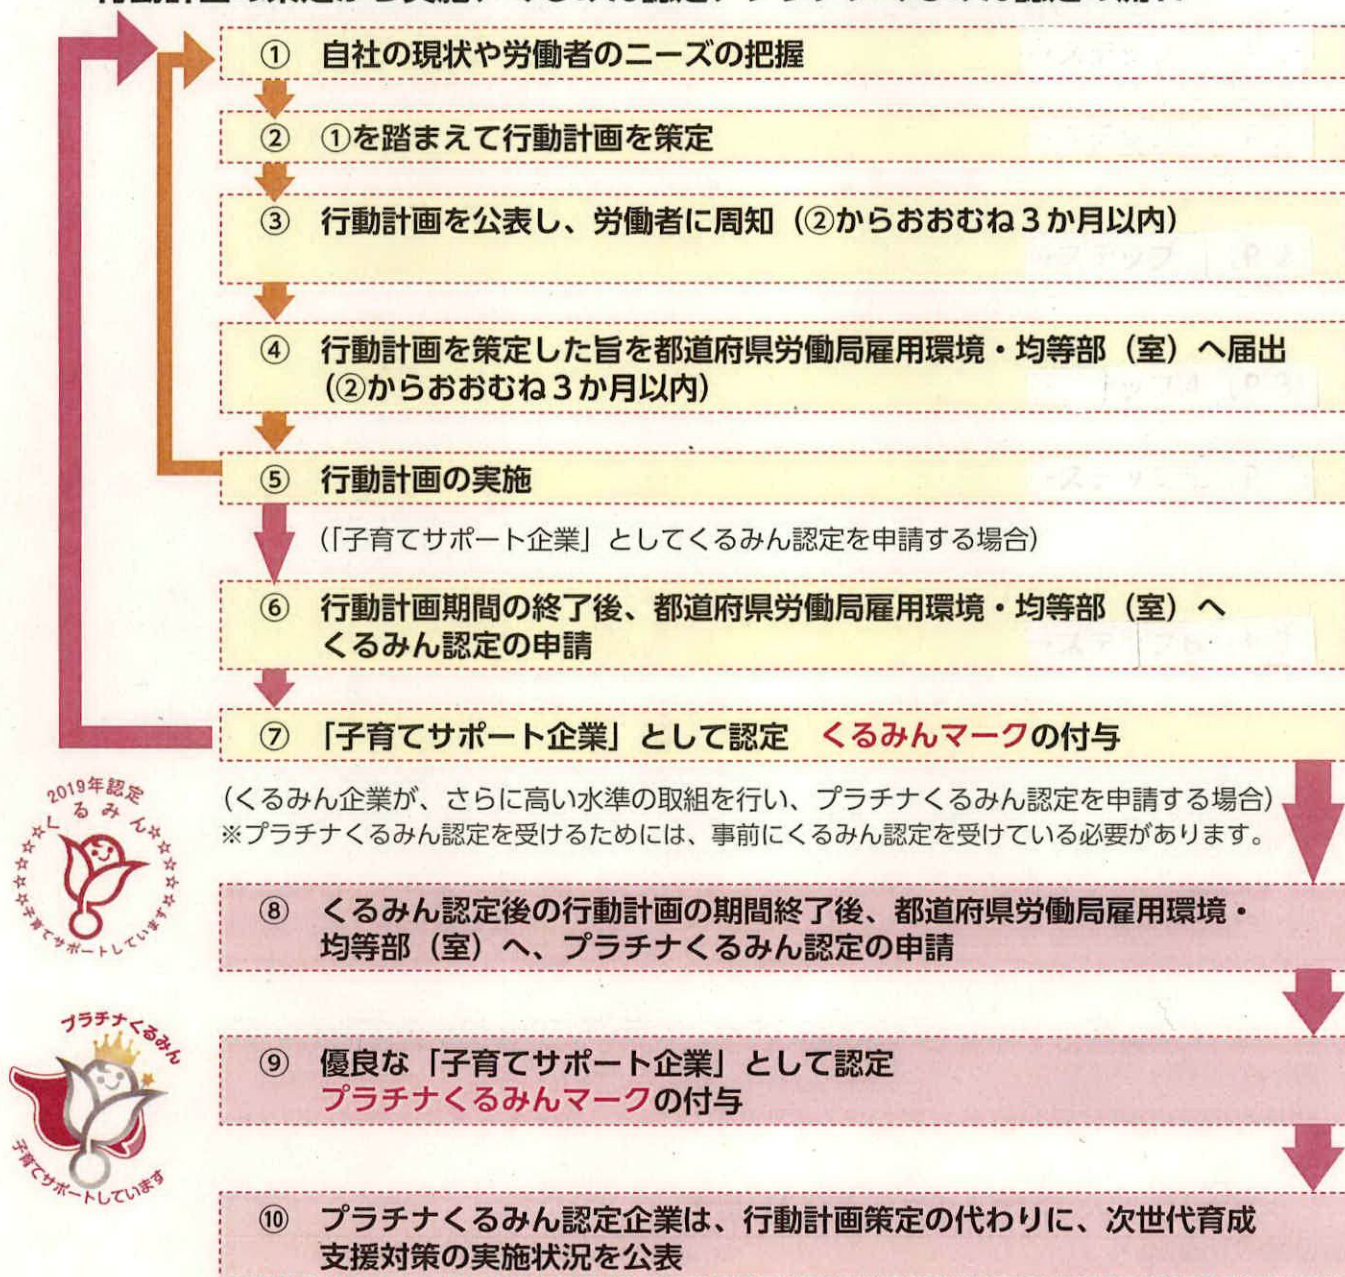 ① 自社の現状や労働者のニーズの把握
② ①を踏まえて行動計画を策定
③ 行動計画を公表し、労働者に周知（②からおおむね３か月以内）
④ 行動計画を策定した旨を都道府県労働局雇用環境・均等部（室）へ届出
（②からおおむね３か月以内）
⑤ 行動計画の実施
（「子育てサポート企業」としてくるみん認定を申請する場合）
⑥ 行動計画期間の終了後、都道府県労働局雇用環境・均等部（室）へ
くるみん認定の申請
⑦ 「子育てサポート企業」として認定　くるみんマークの付与
2019年認定
くるみん
子育てサポートしています
（くるみん企業が、さらに高い水準の取組を行い、プラチナくるみん認定を申請する場合）
※プラチナくるみん認定を受けるためには、事前にくるみん認定を受けている必要があります。
⑧ くるみん認定後の行動計画の期間終了後、都道府県労働局雇用環境・
均等部（室）へ、プラチナくるみん認定の申請
プラチナくるみん
子育てサポートしています
⑨ 優良な「子育てサポート企業」として認定
プラチナくるみんマークの付与
⑩ プラチナくるみん認定企業は、行動計画策定の代わりに、次世代育成
支援対策の実施状況を公表